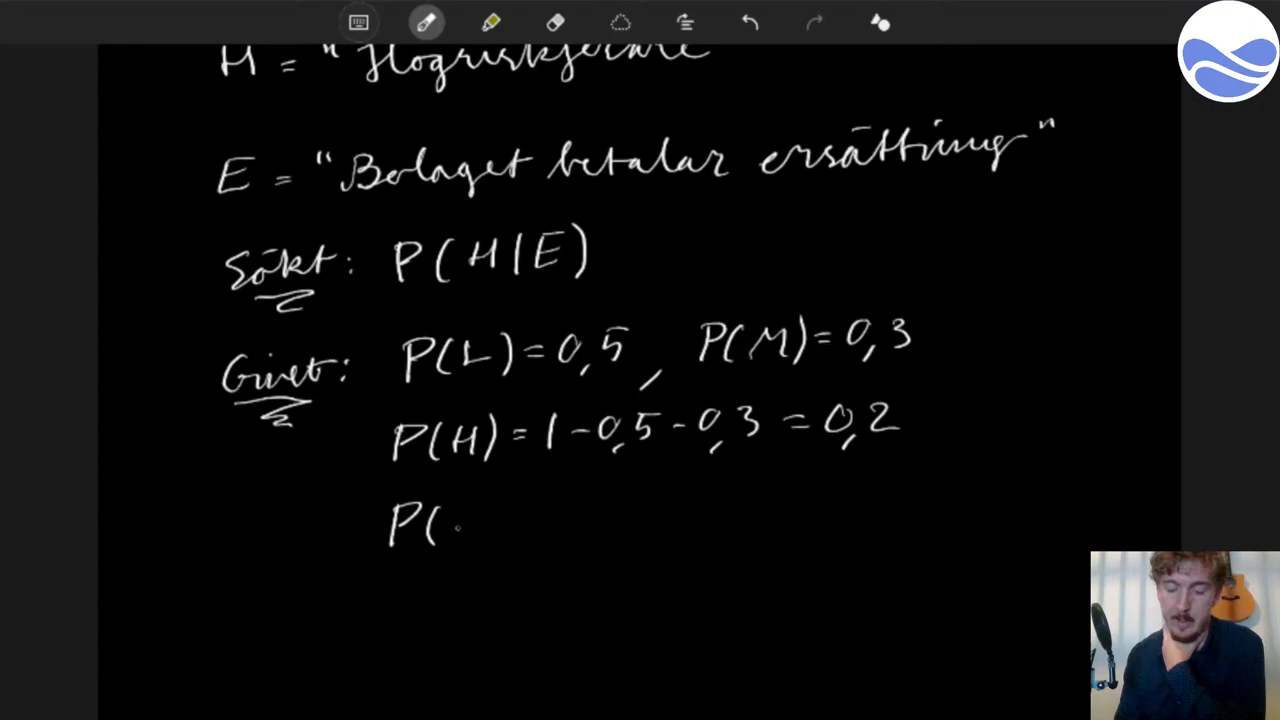 H = "Högriskförare
E = "Bolaget betalar ersättning"
Sökt: P(H|E)
Givet: P(L)=0,5, P(M)=0,3
P(H)=1-0,5-0,3=0,2
P(